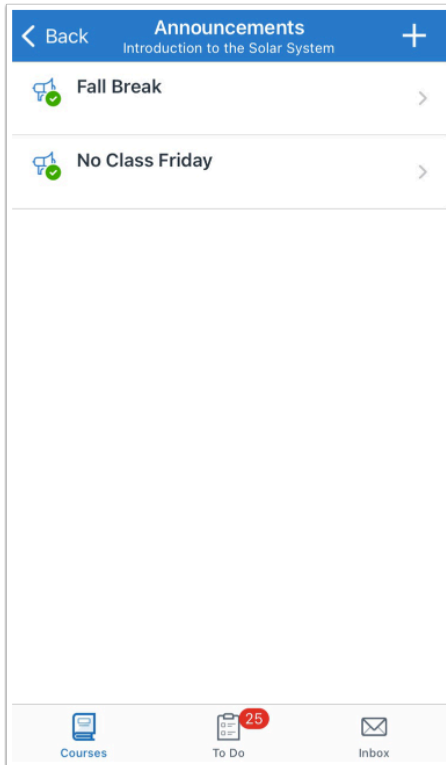 Back
Announcements
Introduction to the Solar System
Fall Break
No Class Friday
25
Courses
To Do
Inbox